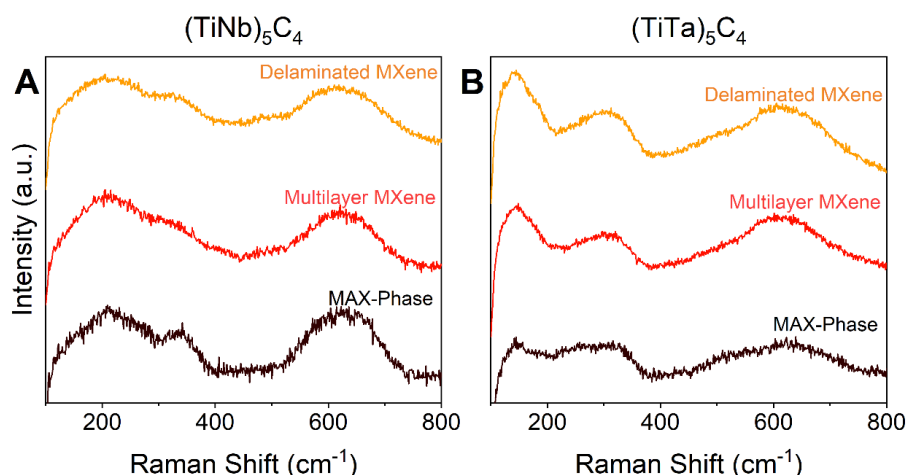 (TiNb)₅C₄
(TiTa)₅C₄
A
Delaminated MXene
Multilayer MXene
MAX-Phase
Intensity (a.u.)
200 400 600 800
Raman Shift (cm⁻¹)
B
Delaminated MXene
Multilayer MXene
MAX-Phase
200 400 600 800
Raman Shift (cm⁻¹)